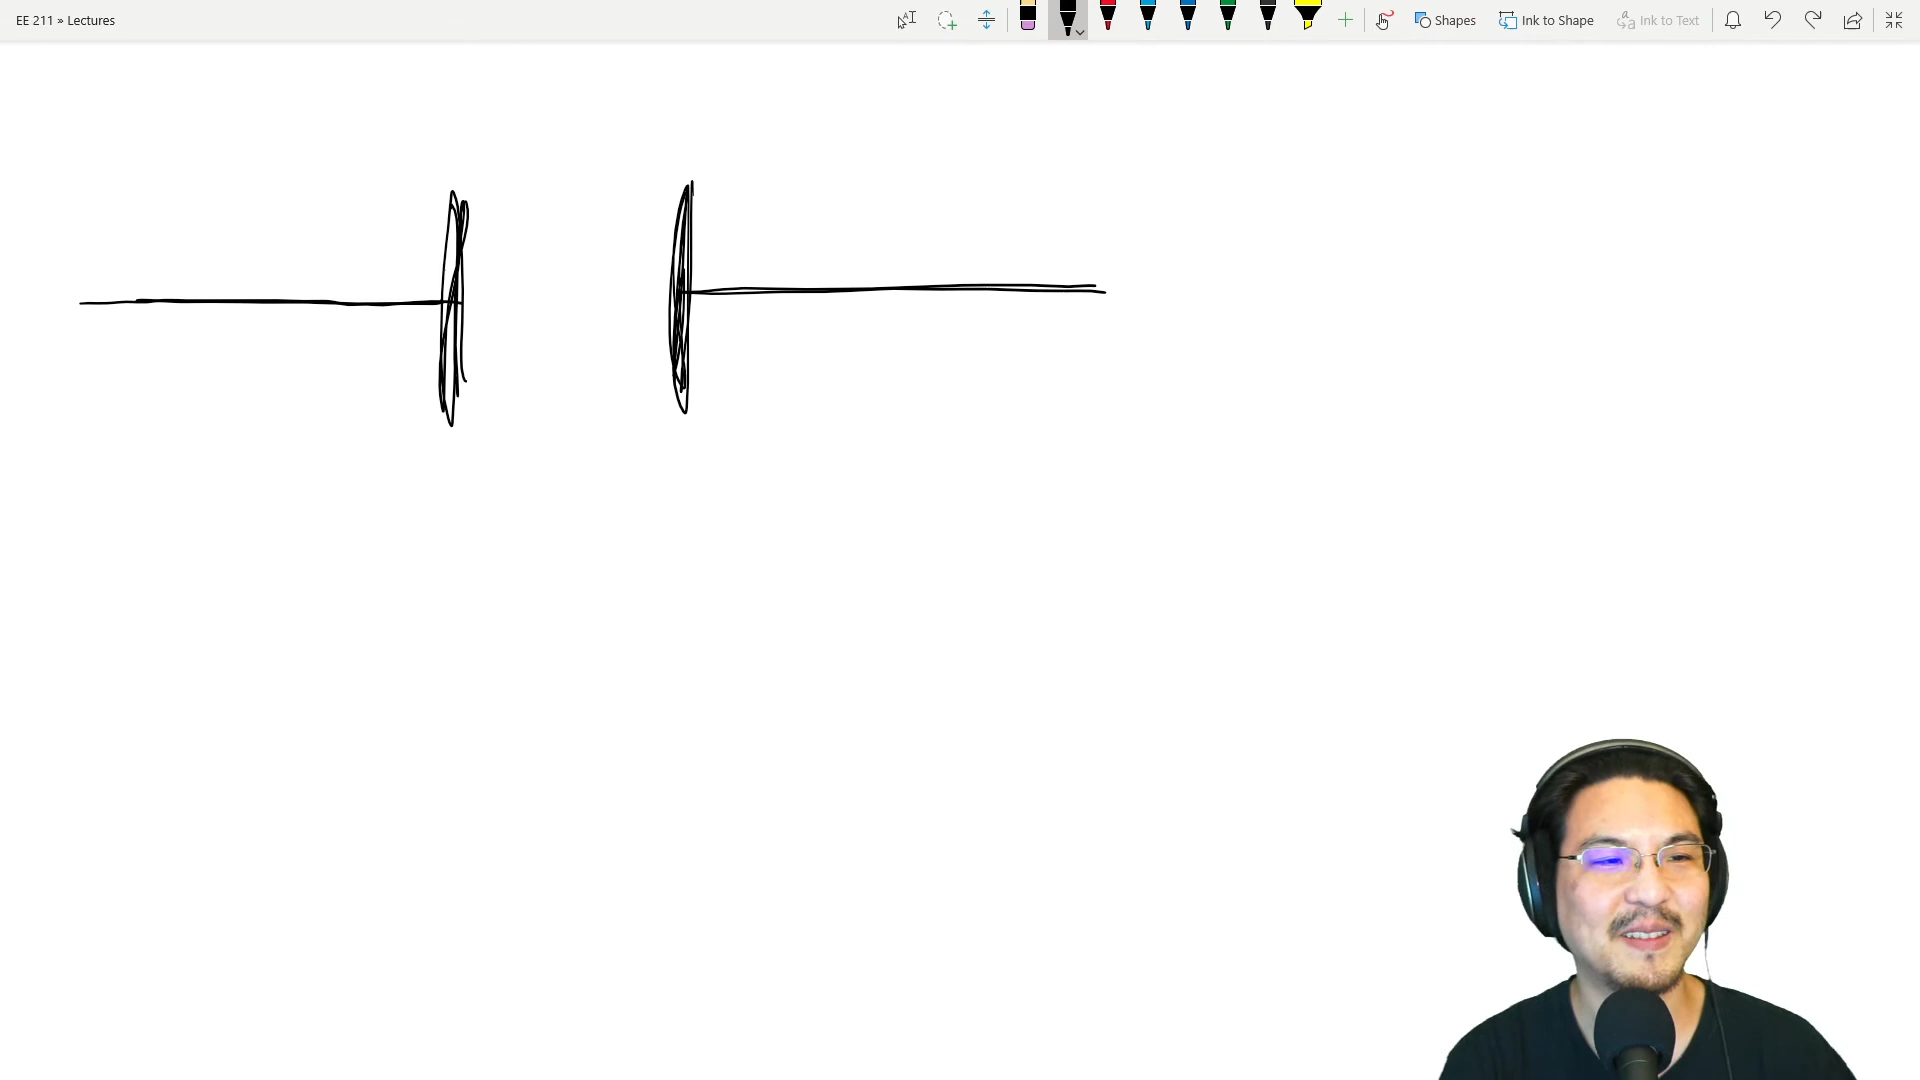 EE 211 » Lectures
Shapes
Ink to Shape
Ink to Text